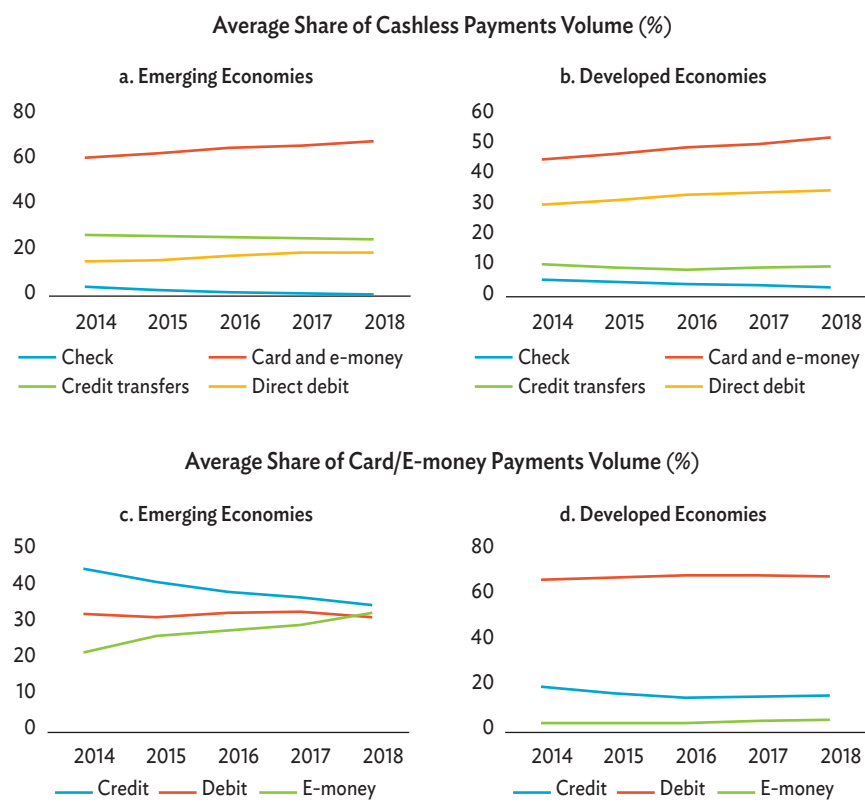 Average Share of Cashless Payments Volume (%)
a. Emerging Economies
80
60
40
20
0
2014 2015 2016 2017 2018
Check Card and e-money
Credit transfers Direct debit
b. Developed Economies
60
50
40
30
20
10
0
2014 2015 2016 2017 2018
Check Card and e-money
Credit transfers Direct debit
Average Share of Card/E-money Payments Volume (%)
c. Emerging Economies
50
40
30
20
10
0
2014 2015 2016 2017 2018
Credit Debit E-money
d. Developed Economies
80
60
40
20
0
2014 2015 2016 2017 2018
Credit Debit E-money